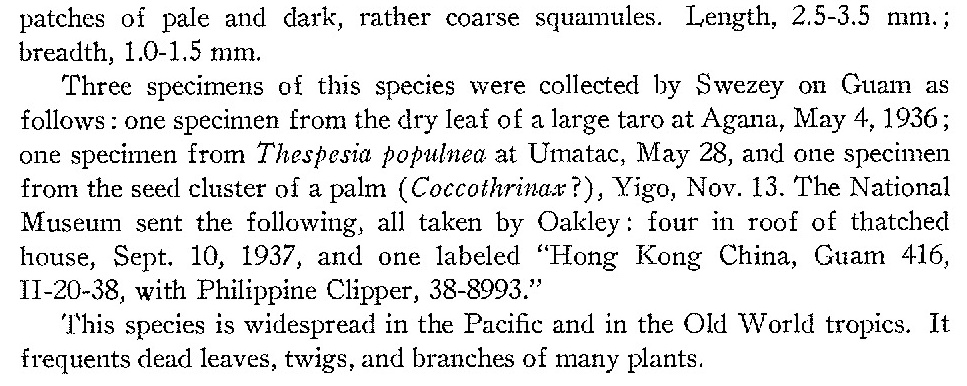 patches of pale and dark, rather coarse squamules. Length, 2.5-3.5 mm.;
breadth, 1.0-1.5 mm.
Three specimens of this species were collected by Swezey on Guam as
follows: one specimen from the dry leaf of a large taro at Agana, May 4, 1936;
one specimen from Thespesia populnea at Umatac, May 28, and one specimen
from the seed cluster of a palm (Coccothrinax?), Yigo, Nov. 13. The National
Museum sent the following, all taken by Oakley: four in roof of thatched
house, Sept. 10, 1937, and one labeled “Hong Kong China, Guam 416,
II-20-38, with Philippine Clipper, 38-8993.”
This species is widespread in the Pacific and in the Old World tropics. It
frequents dead leaves, twigs, and branches of many plants.